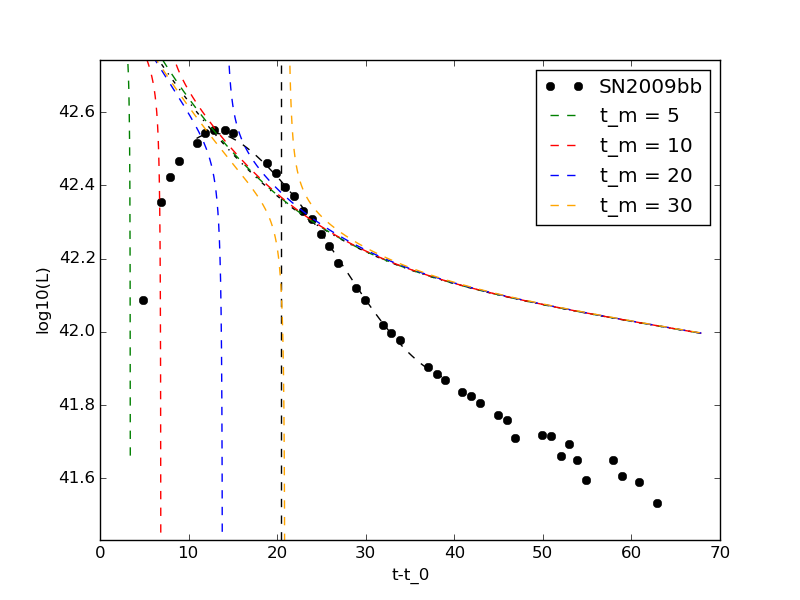 SN2009bb
t_m = 5
t_m = 10
t_m = 20
t_m = 30
42.6
42.4
42.2
42.0
41.8
41.6
log10(L)
0 10 20 30 40 50 60 70
t-t_0